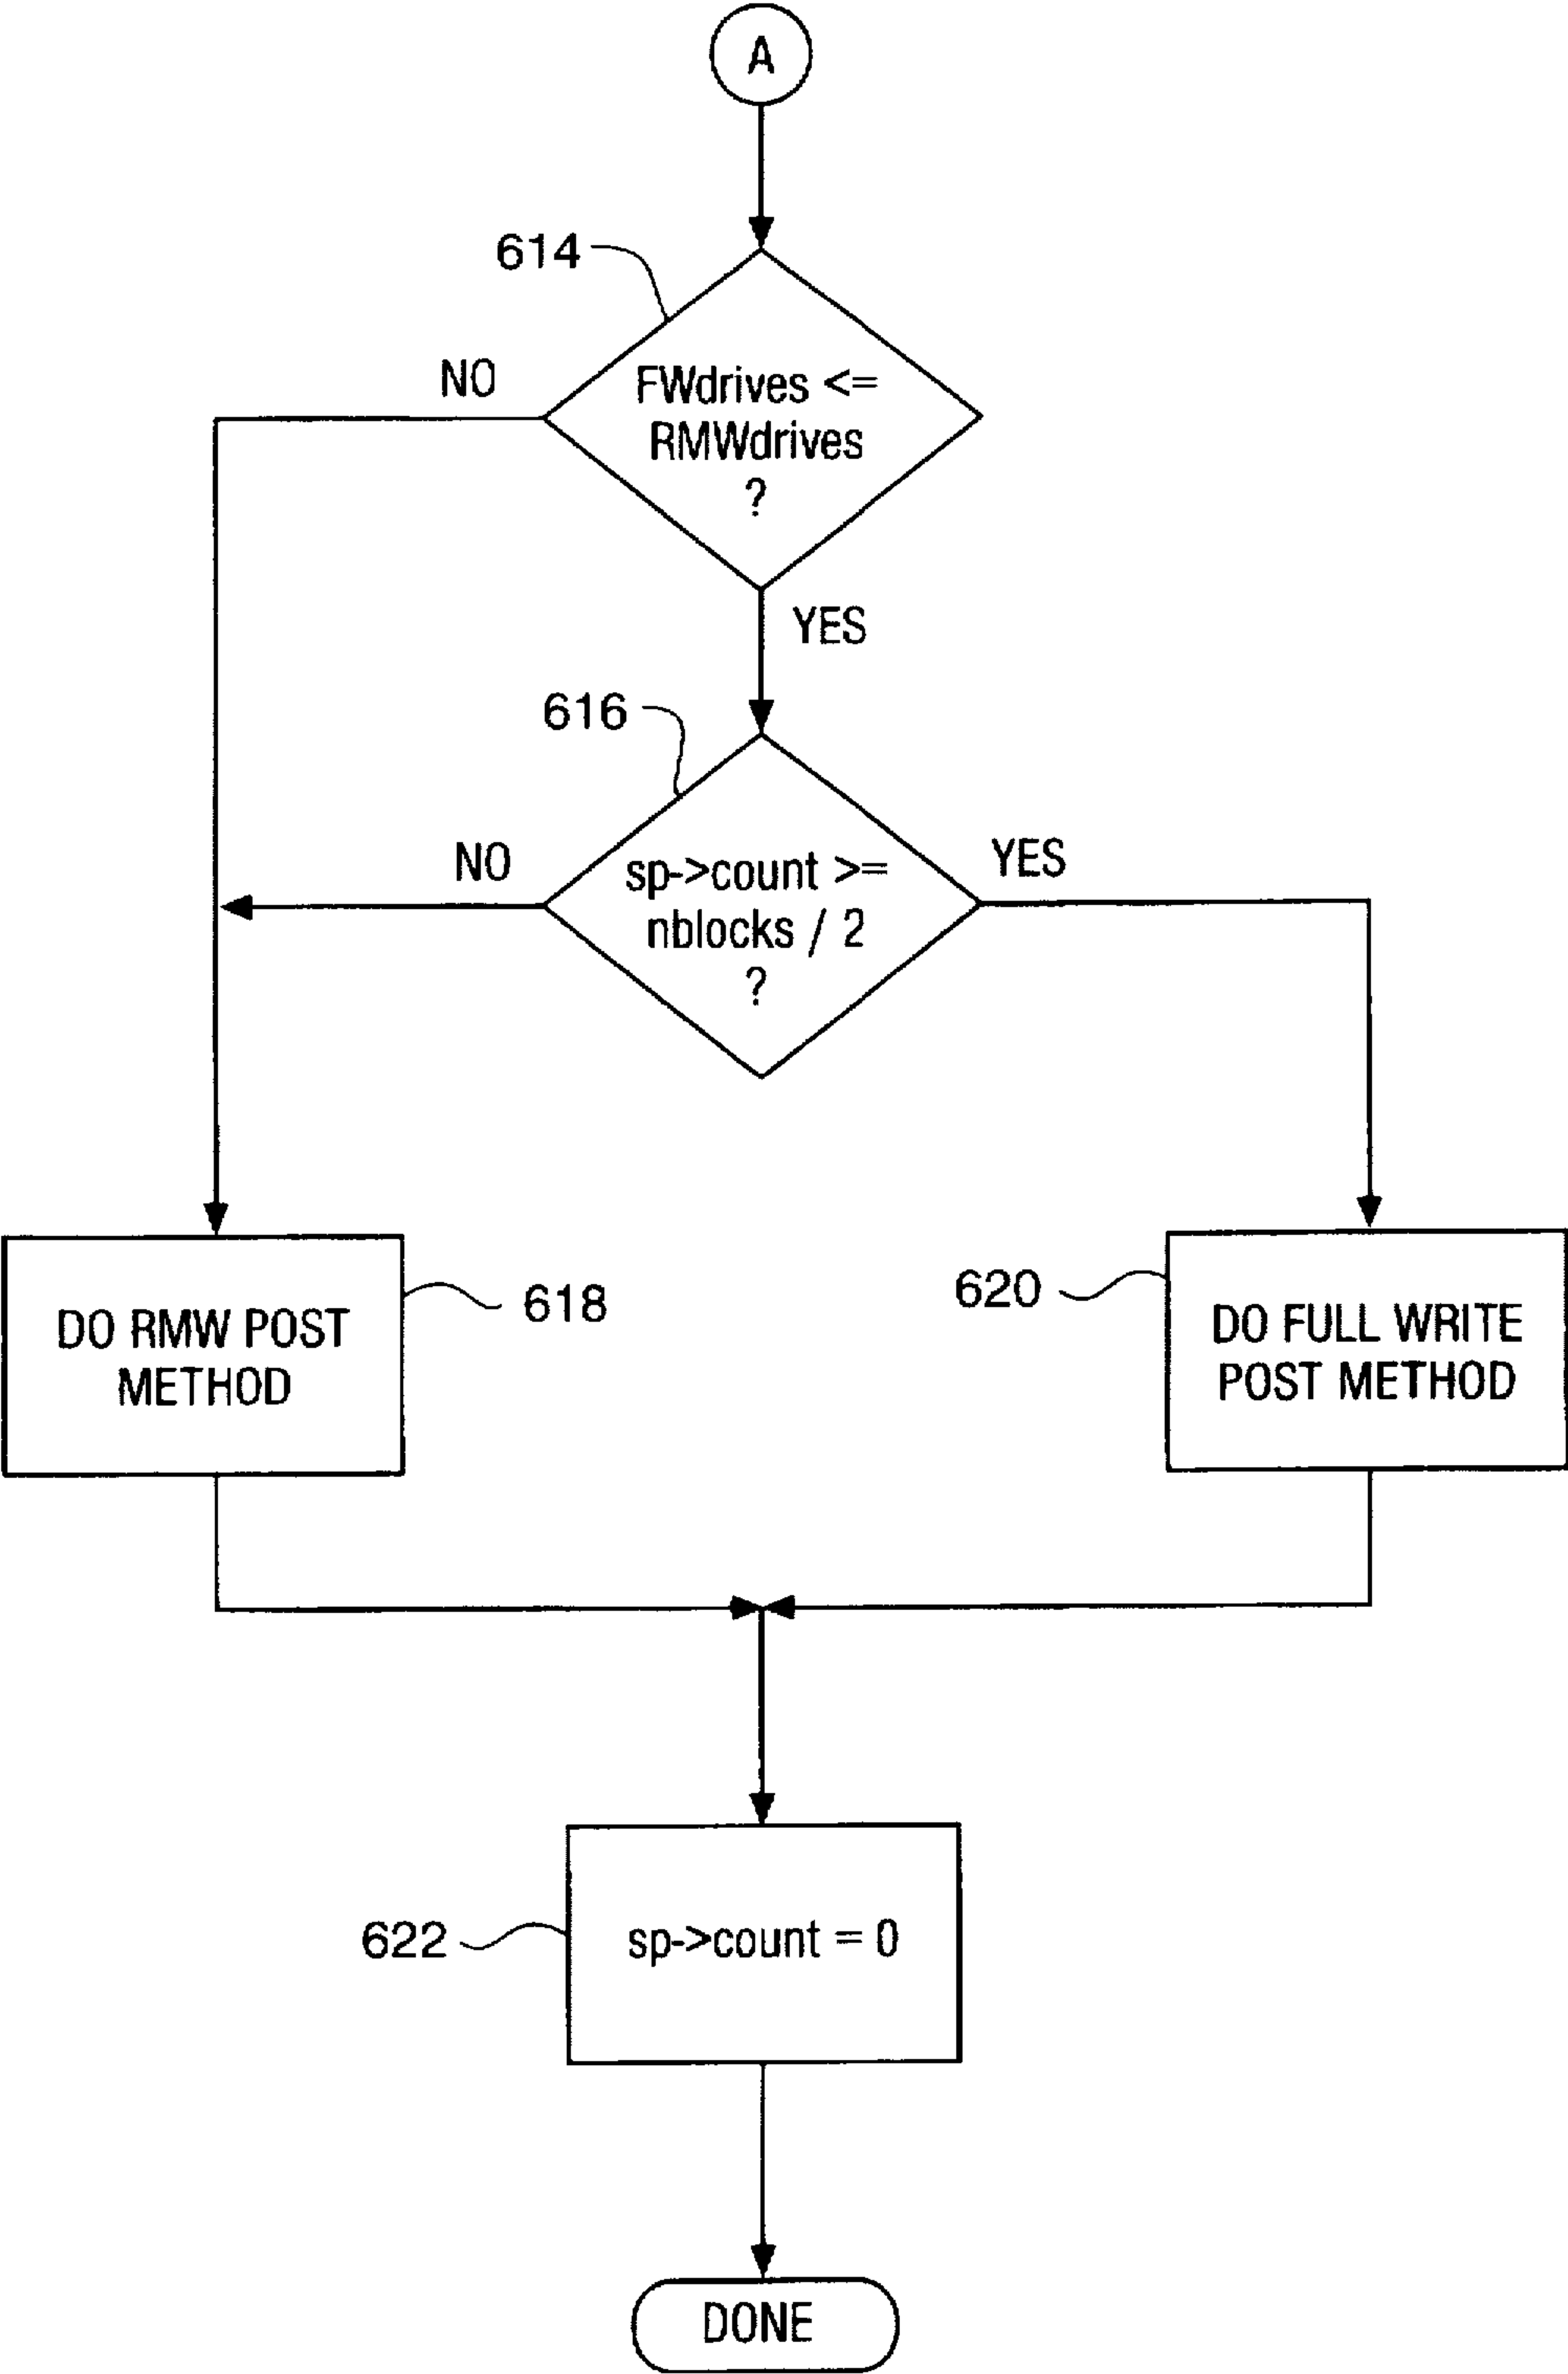 A
614
NO
FWdrives <=
RMWdrives
?
YES
616
NO
sp->count >=
nblocks / 2
?
YES
DO RMW POST
METHOD
618
620
DO FULL WRITE
POST METHOD
622
sp->count = 0
DONE